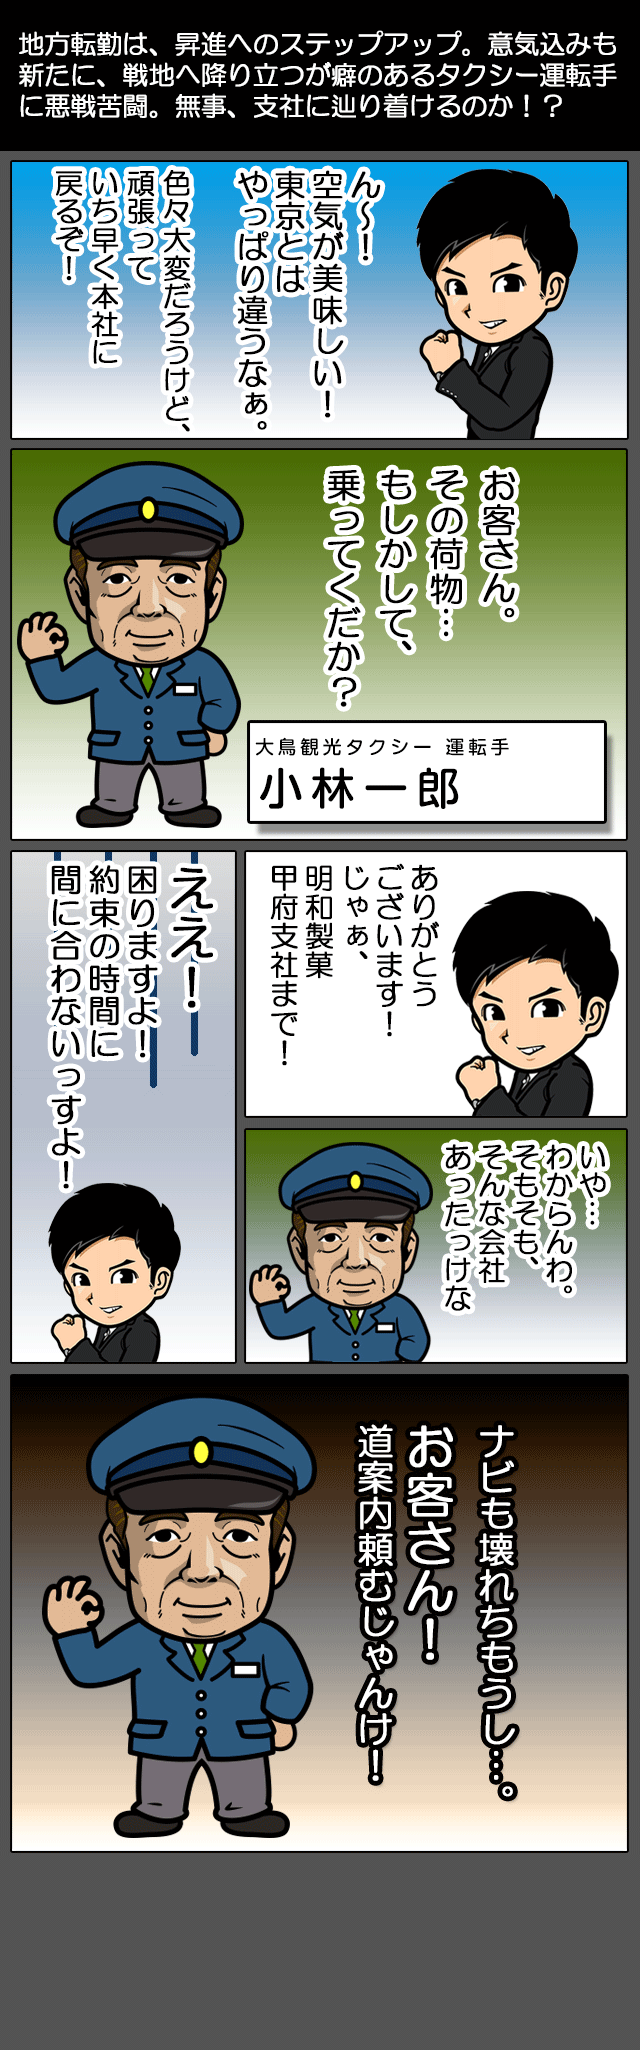 地方転勤は、昇進へのステップアップ。意気込みも
新たに、戦地へ降り立つが癖のあるタクシー運転手
に悪戦苦闘。無事、支社に辿り着けるのか！？
ん～！
空気が美味しい！
東京とは
やっぱり違うなぁ。
色々大変だろうけど、
頑張って
いち早く本社に
戻るぞ！
お客さん。
その荷物…
もしかして、
乗ってくだか？
大鳥観光タクシー 運転手
小林一郎
ありがとう
ございます！
じゃぁ、
明和製菓
甲府支社まで！
いや…
わからんわ。
そもそも、
そんな会社
あったっけな
ええ！
困りますよ！
約束の時間に
間に合わないっすよ！
ナビも壊れちもうし…。
お客さん！
道案内頼むじゃんけ！